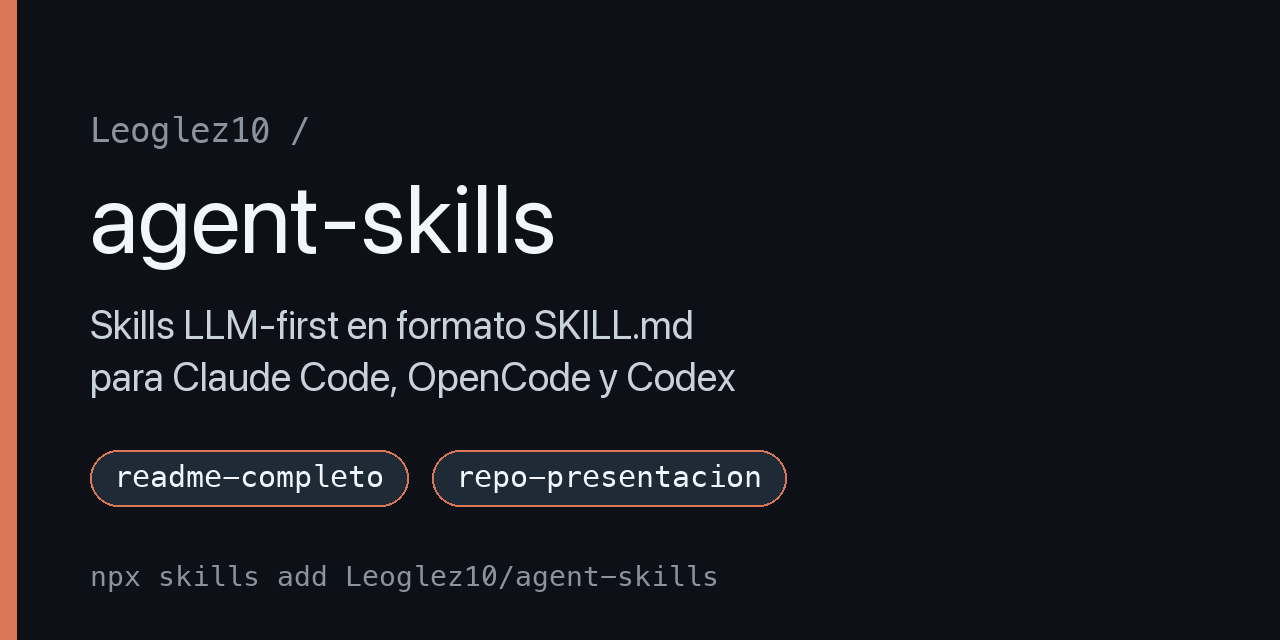 Leoglez10 /
agent-skills
Skills LLM-first en formato SKILL.md
para Claude Code, OpenCode y Codex
readme-completo repo-presentacion
npx skills add Leoglez10/agent-skills